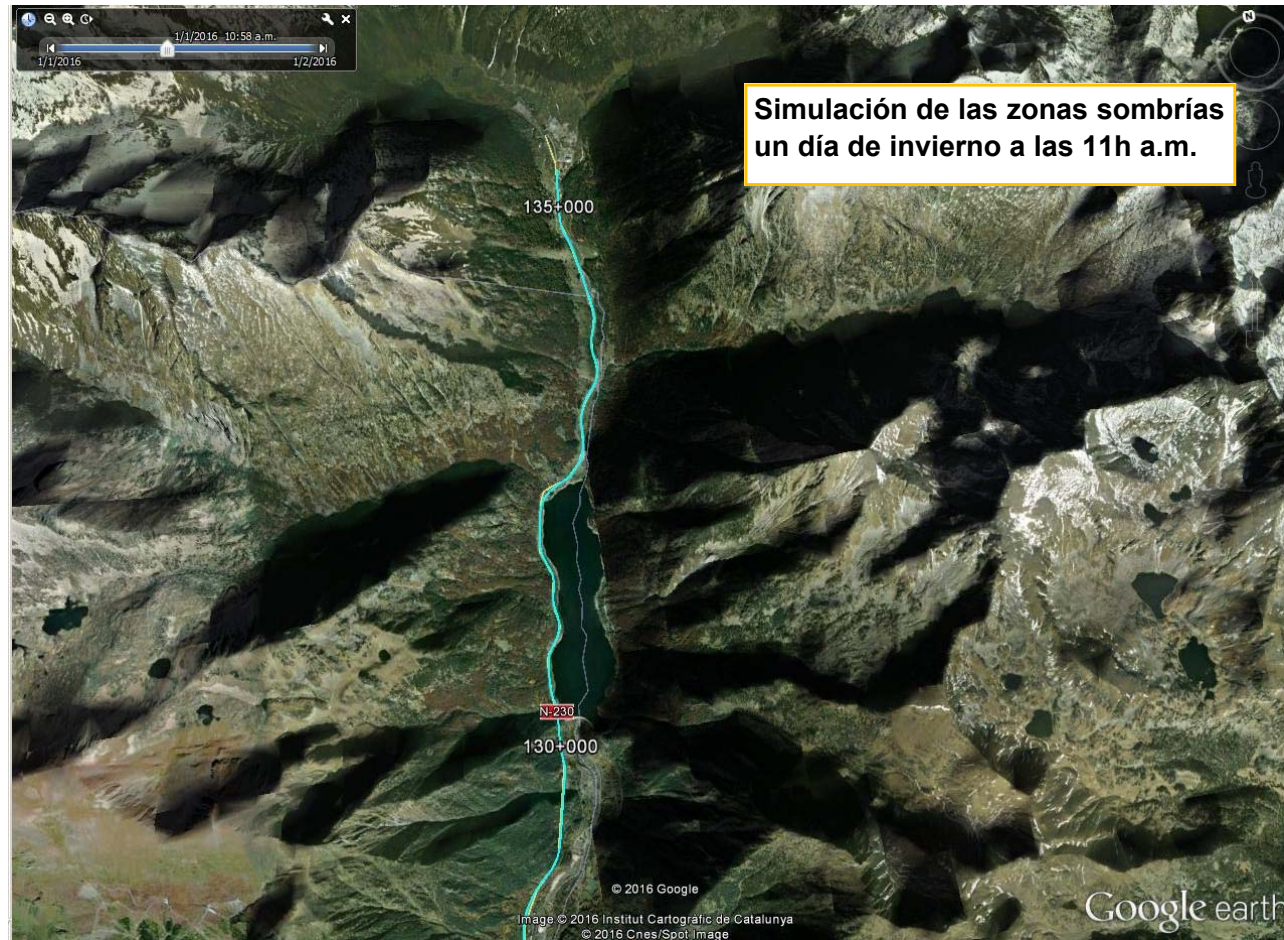 1/1/2016 10:58 a.m.
1/1/2016
1/2/2016
N
Simulación de las zonas sombrías
un día de invierno a las 11h a.m.
135+000
N-230
130+000
© 2016 Google
Image © 2016 Institut Cartogràfic de Catalunya
© 2016 Cnes/Spot Image
Google earth